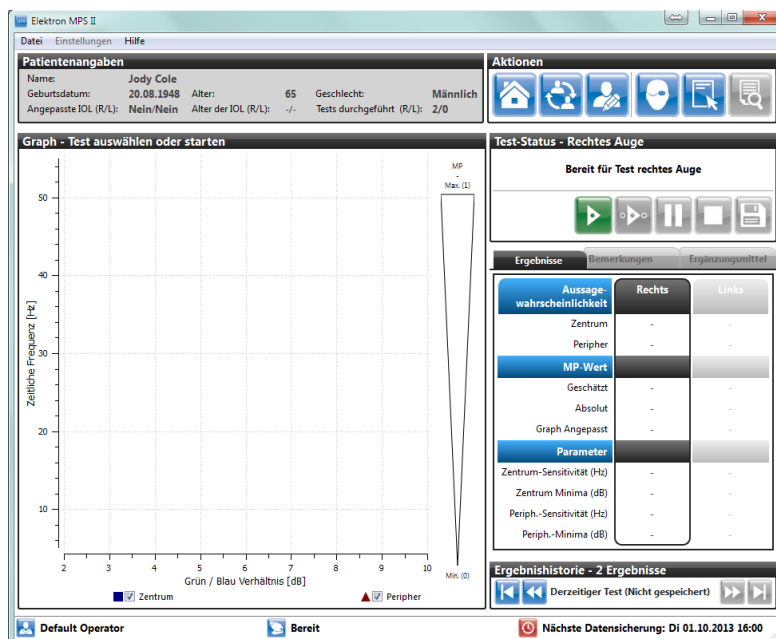 Elektron MPS II
Datei Einstellungen Hilfe
Patientenangaben
Name: Jody Cole
Geburtsdatum: 20.08.1948 Alter: 65 Geschlecht: Männlich
Angepasste IOL (R/L): Nein/Nein Alter der IOL (R/L): -/- Tests durchgeführt (R/L): 2/0
Aktionen
Graph - Test auswählen oder starten
MP
-
Max. (1)
50
40
30
20
10
Zeitliche Frequenz [Hz]
2 3 4 5 6 7 8 9 10
Grün / Blau Verhältnis [dB]
Min. (0)
Zentrum
Peripher
Test-Status - Rechtes Auge
Bereit für Test rechtes Auge
Ergebnisse Bemerkungen Ergänzungsmittel
Aussage-
wahrscheinlichkeit Rechts Links
Zentrum - -
Peripher - -
MP-Wert
Geschätzt - -
Absolut - -
Graph Angepasst - -
Parameter
Zentrum-Sensitivität (Hz) - -
Zentrum Minima (dB) - -
Periph.-Sensitivität (Hz) - -
Periph.-Minima (dB) - -
Ergebnishistorie - 2 Ergebnisse
Derzeitiger Test (Nicht gespeichert)
Default Operator
Bereit
Nächste Datensicherung: Di 01.10.2013 16:00